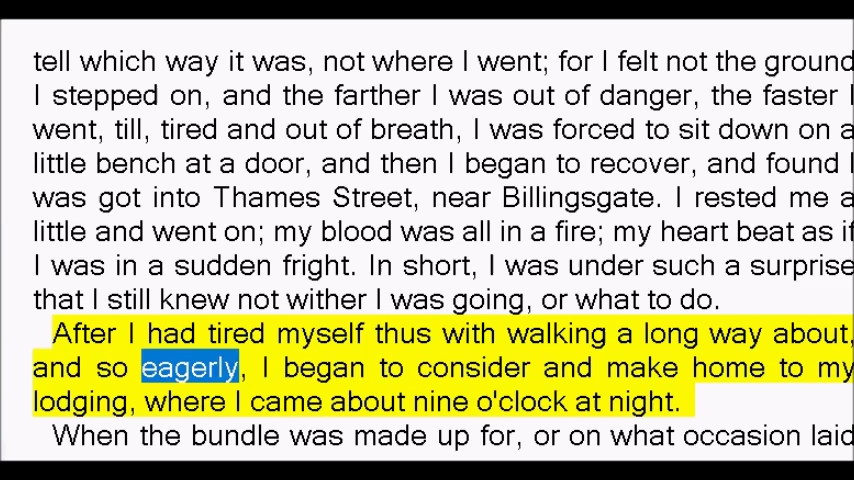 tell which way it was, not where I went; for I felt not the ground
I stepped on, and the farther I was out of danger, the faster I
went, till, tired and out of breath, I was forced to sit down on a
little bench at a door, and then I began to recover, and found I
was got into Thames Street, near Billingsgate. I rested me a
little and went on; my blood was all in a fire; my heart beat as if
I was in a sudden fright. In short, I was under such a surprise
that I still knew not wither I was going, or what to do.
After I had tired myself thus with walking a long way about,
and so eagerly, I began to consider and make home to my
lodging, where I came about nine o'clock at night.
When the bundle was made up for, or on what occasion laid